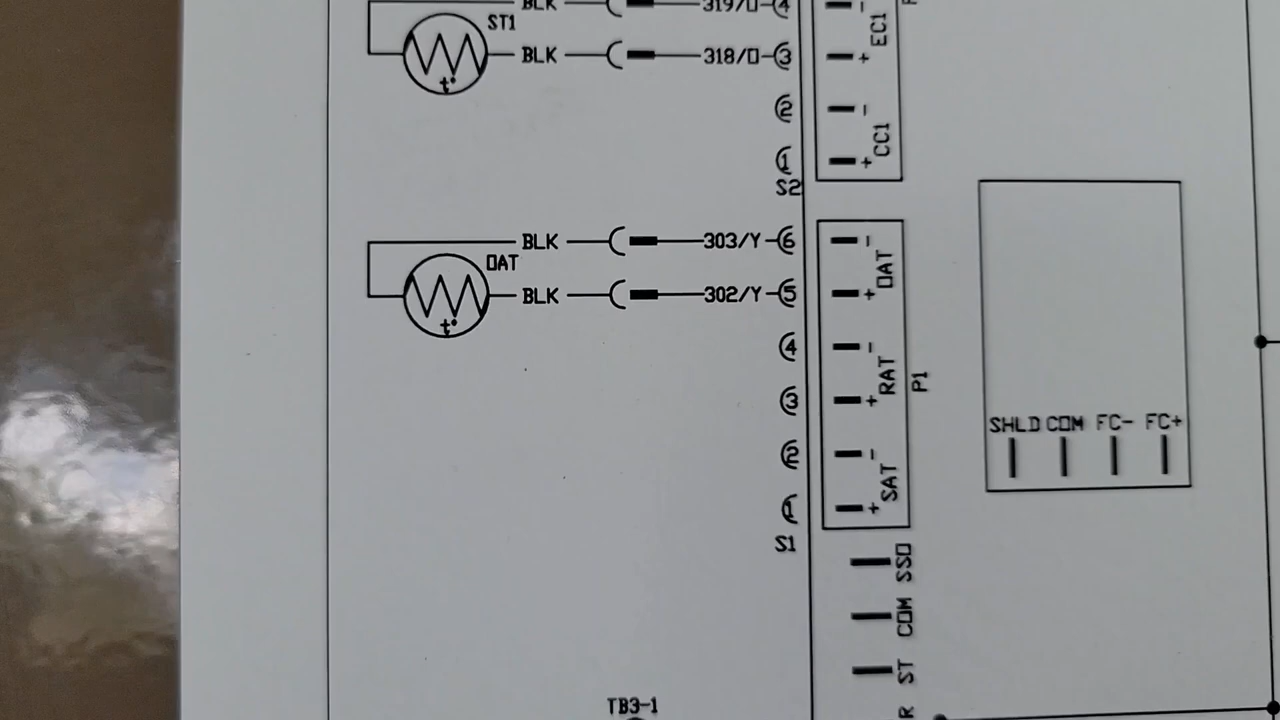 BLK 319/O 4 -
ST1
EC1
BLK 318/O 3 +
t°
2 -
CC1
1 +
S2
BLK 303/Y 6 -
OAT OAT
BLK 302/Y 5 +
t°
4 -
RAT
3 +
P1
SHLD COM FC- FC+
2 -
SAT
1 +
S1
SSO
COM
ST
TB3-1
R